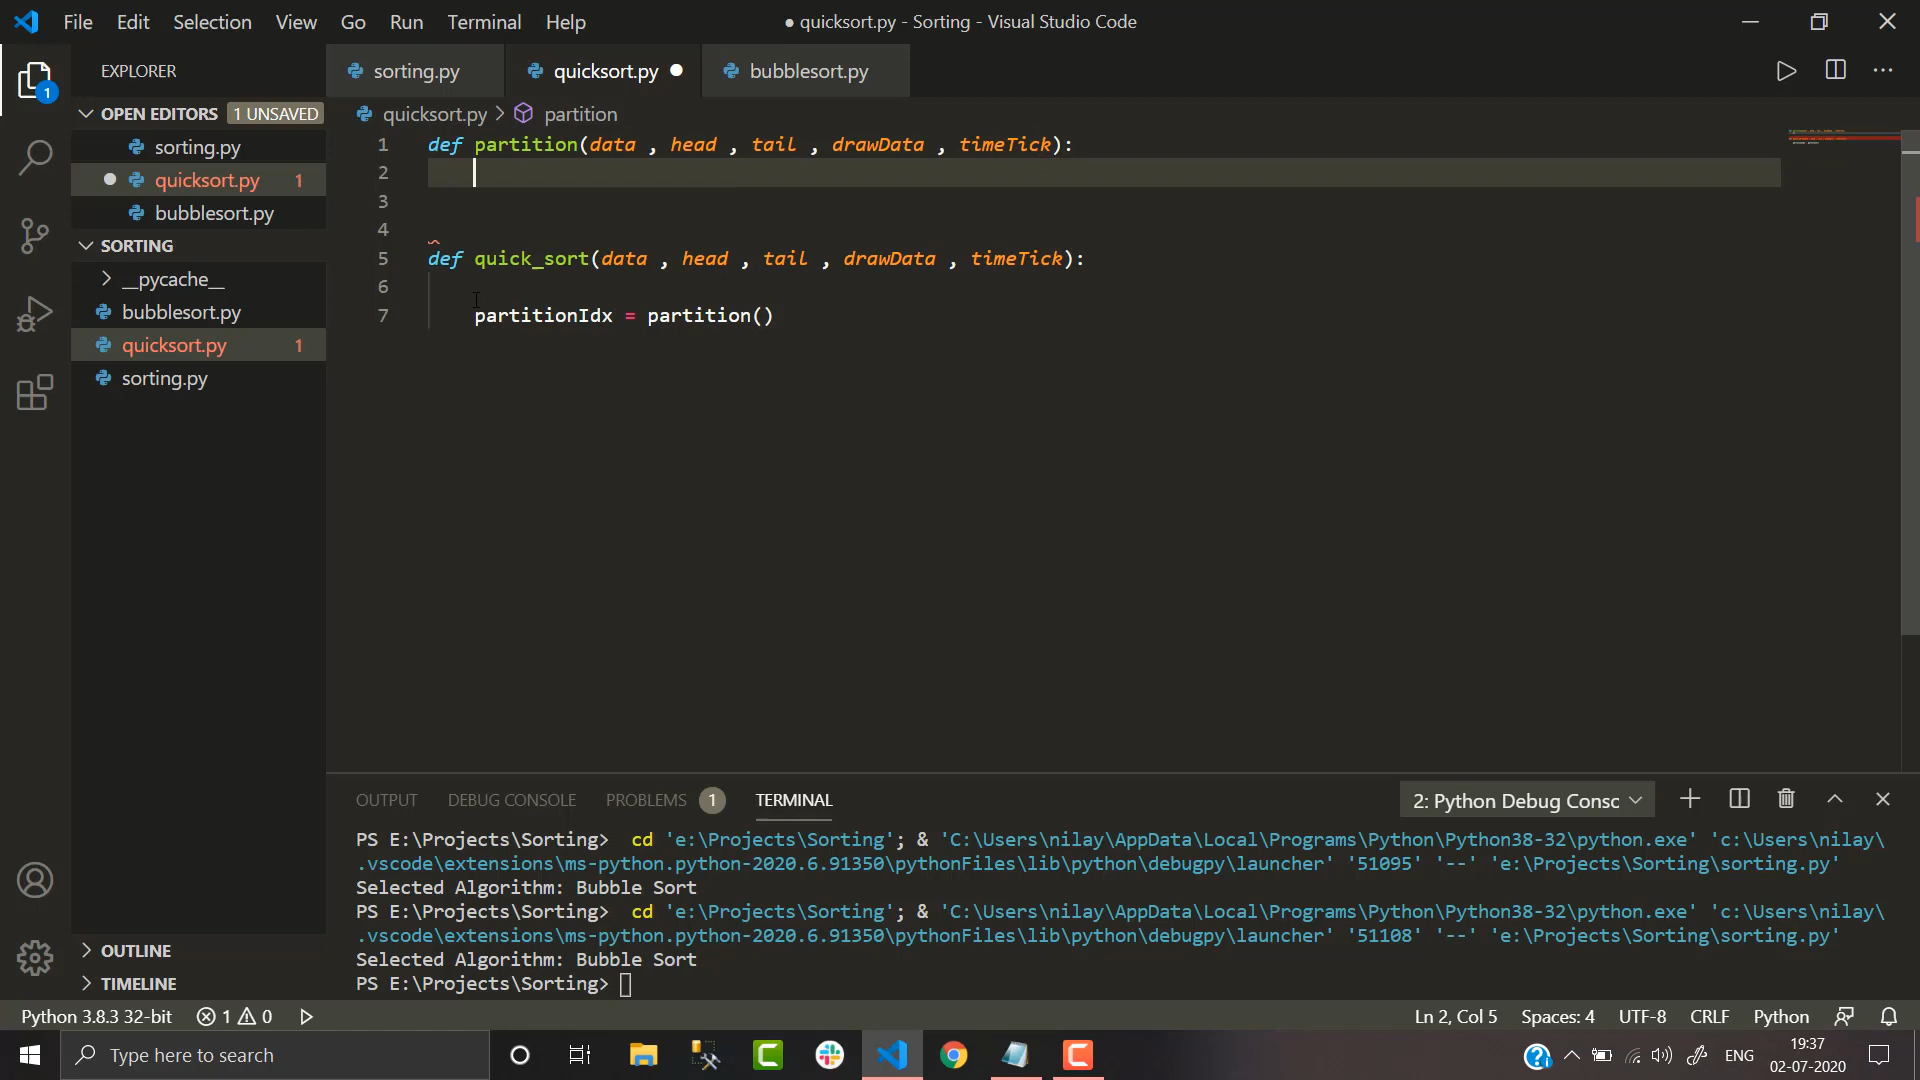 File Edit Selection View Go Run Terminal Help
● quicksort.py - Sorting - Visual Studio Code
EXPLORER
OPEN EDITORS 1 UNSAVED
sorting.py
quicksort.py 1
bubblesort.py
SORTING
__pycache__
bubblesort.py
quicksort.py 1
sorting.py
OUTLINE
TIMELINE
1
sorting.py quicksort.py bubblesort.py
quicksort.py > partition
1 def partition(data , head , tail , drawData , timeTick):
2
3
4
5 def quick_sort(data , head , tail , drawData , timeTick):
6
7 partitionIdx = partition()
OUTPUT DEBUG CONSOLE PROBLEMS 1 TERMINAL
2: Python Debug Consc
PS E:\Projects\Sorting> cd 'e:\Projects\Sorting'; & 'C:\Users\nilay\AppData\Local\Programs\Python\Python38-32\python.exe' 'c:\Users\nilay\
.vscode\extensions\ms-python.python-2020.6.91350\pythonFiles\lib\python\debugpy\launcher' '51095' '--' 'e:\Projects\Sorting\sorting.py'
Selected Algorithm: Bubble Sort
PS E:\Projects\Sorting> cd 'e:\Projects\Sorting'; & 'C:\Users\nilay\AppData\Local\Programs\Python\Python38-32\python.exe' 'c:\Users\nilay\
.vscode\extensions\ms-python.python-2020.6.91350\pythonFiles\lib\python\debugpy\launcher' '51108' '--' 'e:\Projects\Sorting\sorting.py'
Selected Algorithm: Bubble Sort
PS E:\Projects\Sorting>
Python 3.8.3 32-bit 1 0 Ln 2, Col 5 Spaces: 4 UTF-8 CRLF Python
Type here to search
ENG
19:37
02-07-2020